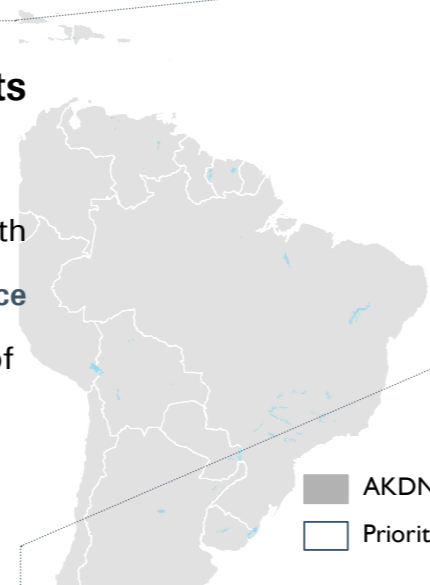 ts
th
ce
of
AKDN
Priorit